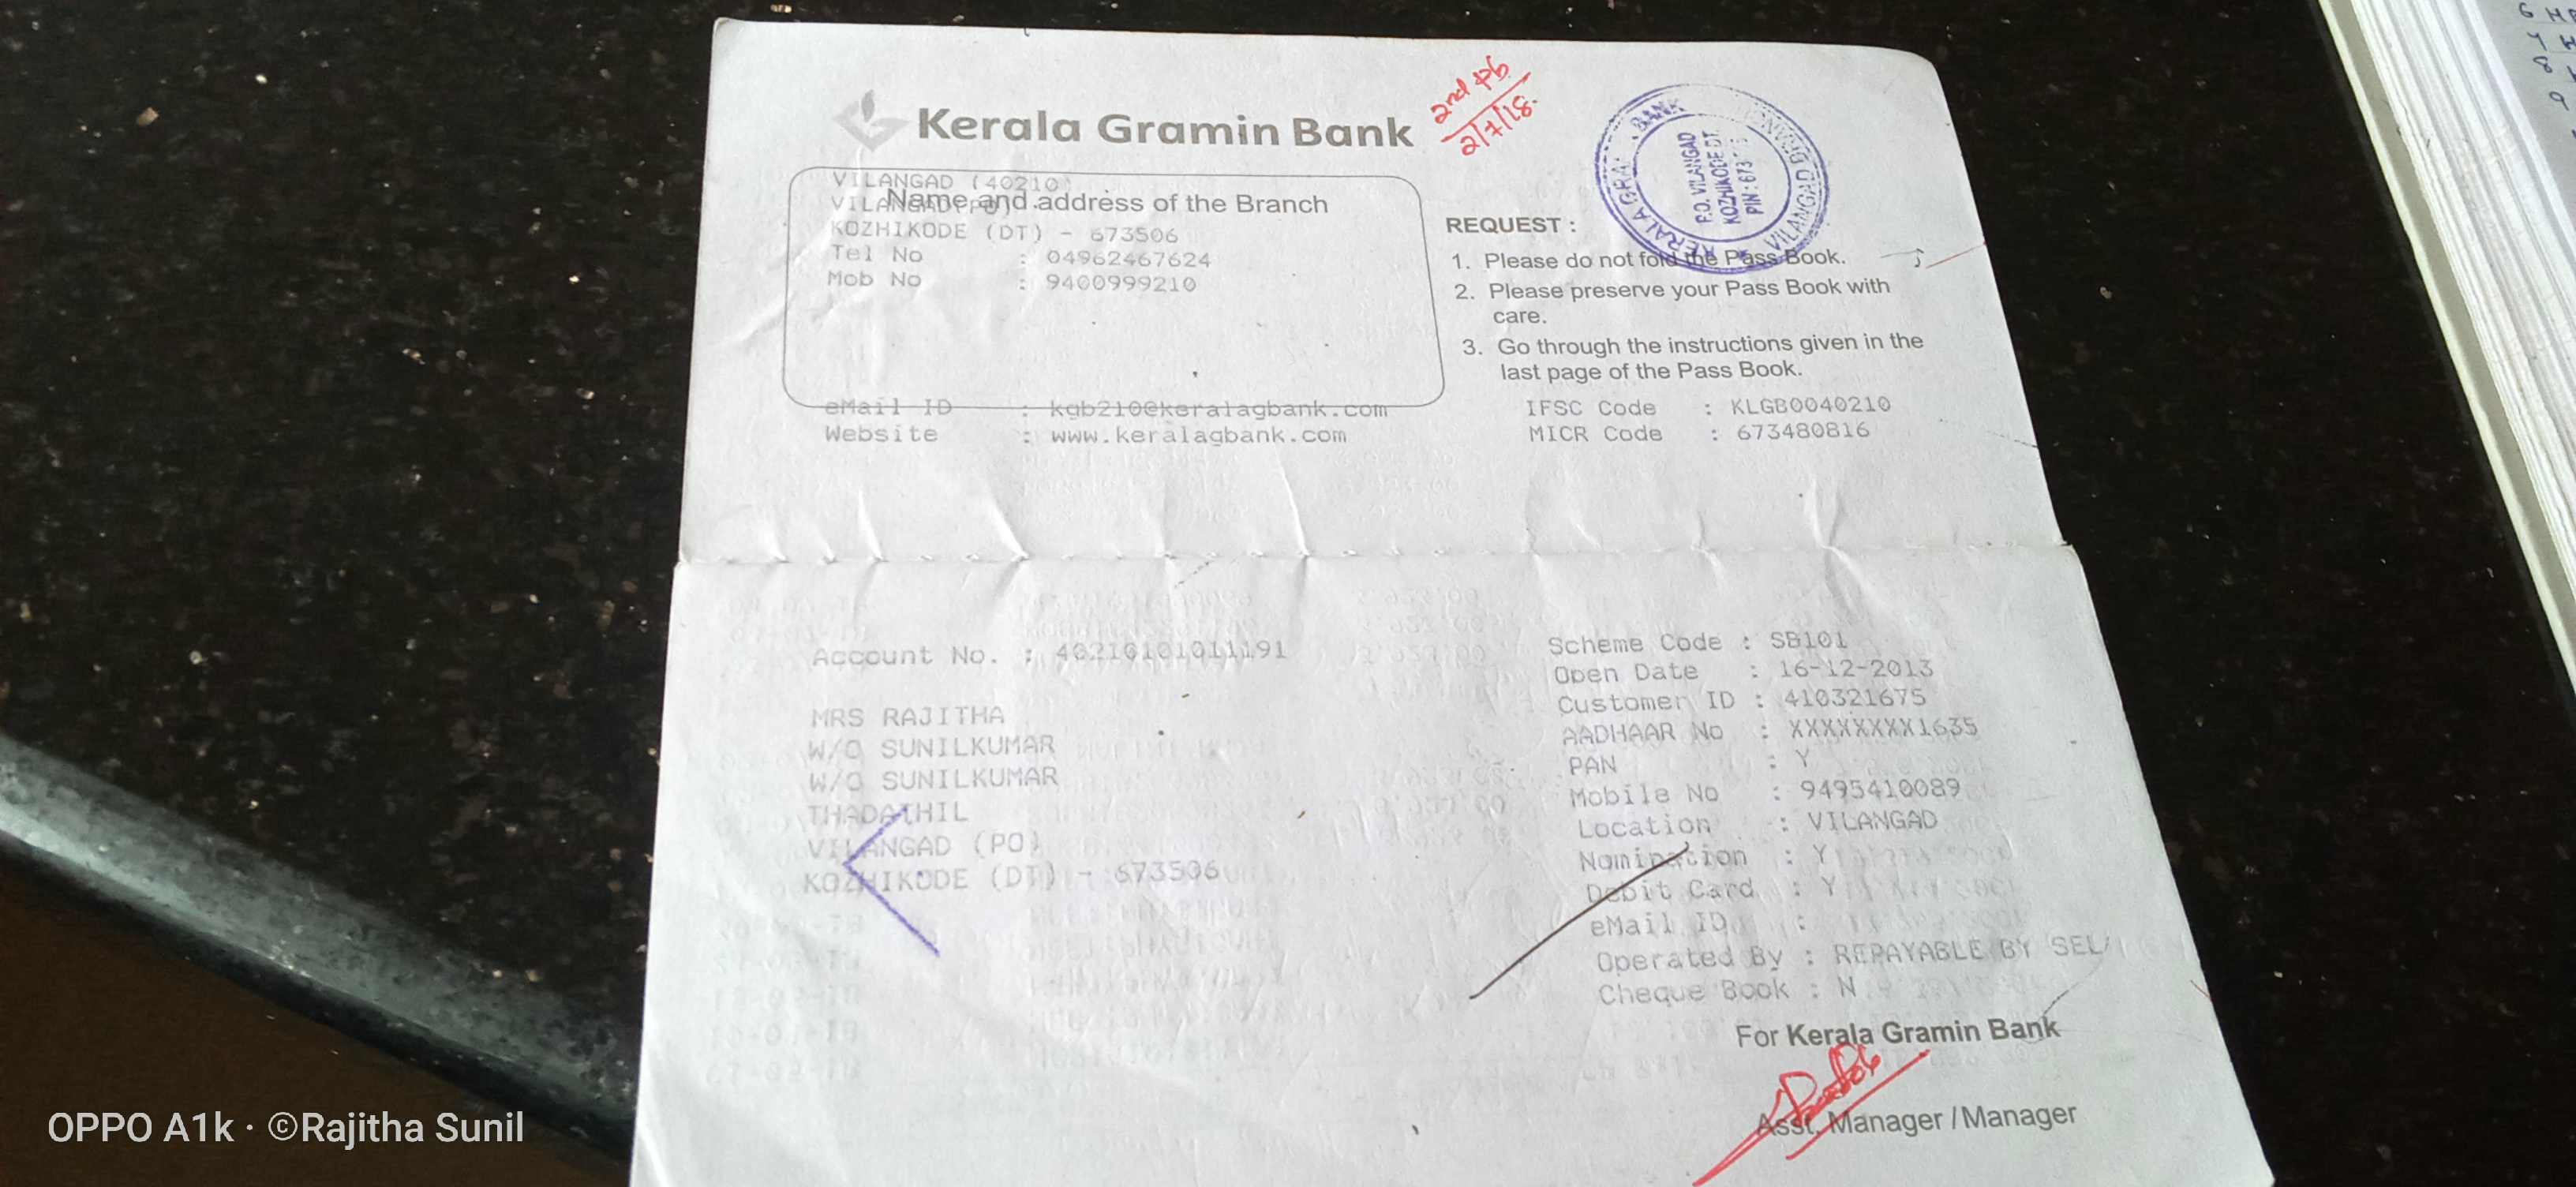 Kerala Gramin Bank
2nd pb
2/7/18.
VILANGAD (40210)
VILANGAD (PO)
Name and address of the Branch
KOZHIKODE (DT) - 673506
Tel No : 04962467624
Mob No : 9400999210
eMail ID : kgb210@keralagbank.com
Website : www.keralagbank.com
KERALA GRA BANK
VILANGAD
P.O. VILANGAD
KOZHIKODE DT.
PIN: 673
REQUEST :
1. Please do not fold the Pass Book.
2. Please preserve your Pass Book with
care.
3. Go through the instructions given in the
last page of the Pass Book.
IFSC Code : KLGB0040210
MICR Code : 673480816
Account No. : 40210101011191
MRS RAJITHA
W/O SUNILKUMAR
W/O SUNILKUMAR
THADATHIL
VILANGAD (PO)
KOZHIKODE (DT) - 673506
Scheme Code : SB101
Open Date : 16-12-2013
Customer ID : 410321675
AADHAAR No : XXXXXXXX1635
PAN : Y
Mobile No : 9495410089
Location : VILANGAD
Nomination : Y
Debit Card : Y
eMail ID :
Operated By : REPAYABLE BY SELF
Cheque Book : N
For Kerala Gramin Bank
Asst. Manager / Manager
OPPO A1k · ©Rajitha Sunil